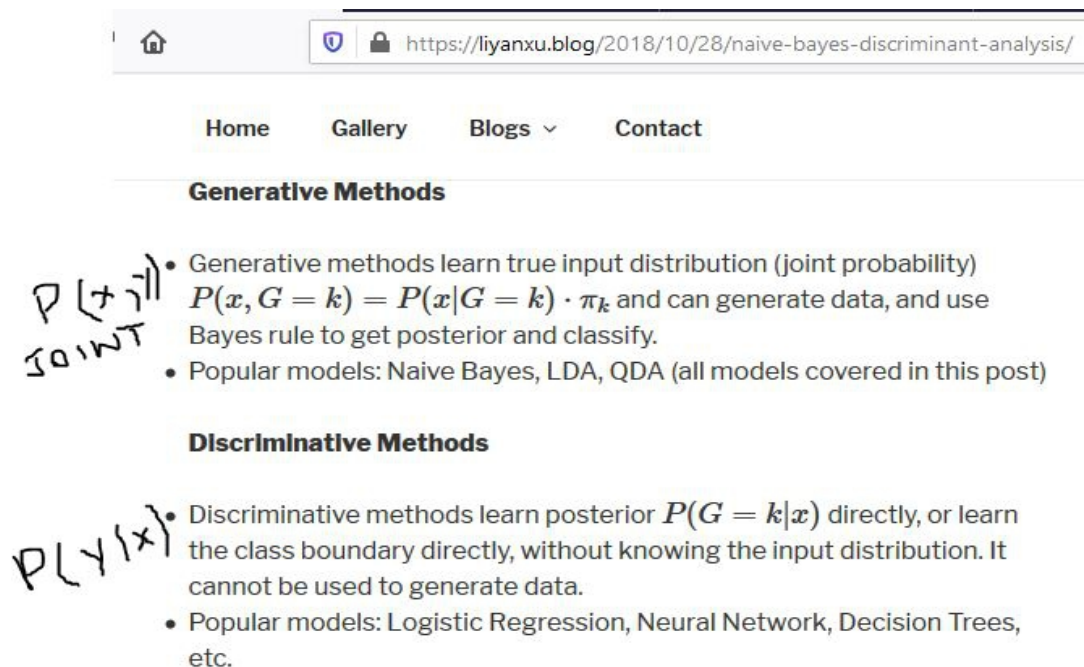 https://liyanxu.blog/2018/10/28/naive-bayes-discriminant-analysis/
Home Gallery Blogs Contact
Generative Methods
• Generative methods learn true input distribution (joint probability)
P(x, G = k) = P(x|G = k) · πk and can generate data, and use
Bayes rule to get posterior and classify.
JOINT
• Popular models: Naive Bayes, LDA, QDA (all models covered in this post)
Discriminative Methods
• Discriminative methods learn posterior P(G = k|x) directly, or learn
P(y|x)
the class boundary directly, without knowing the input distribution. It
cannot be used to generate data.
• Popular models: Logistic Regression, Neural Network, Decision Trees,
etc.